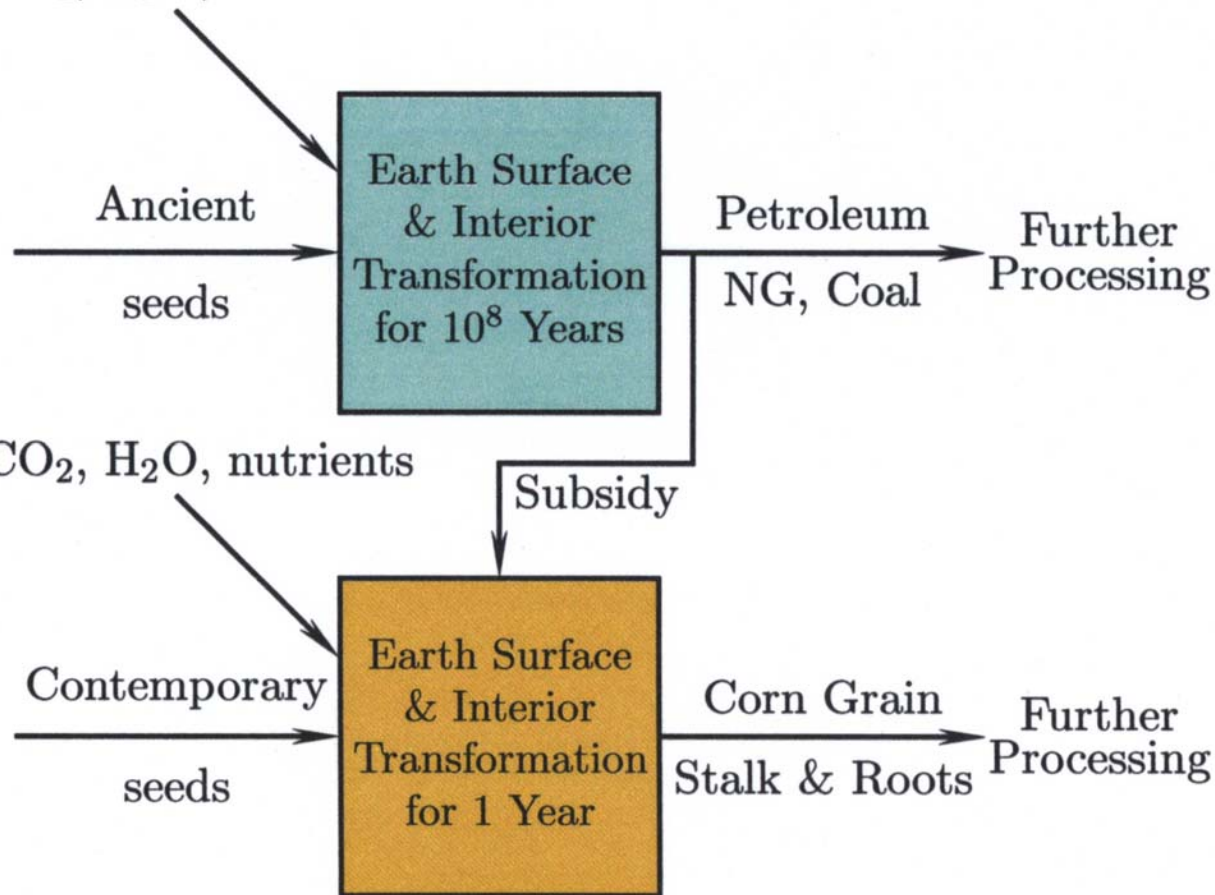 Ancient
seeds
Earth Surface
& Interior
Transformation
for 10⁸ Years
Petroleum
NG, Coal
Further
Processing
CO₂, H₂O, nutrients
Subsidy
Contemporary
seeds
Earth Surface
& Interior
Transformation
for 1 Year
Corn Grain
Stalk & Roots
Further
Processing